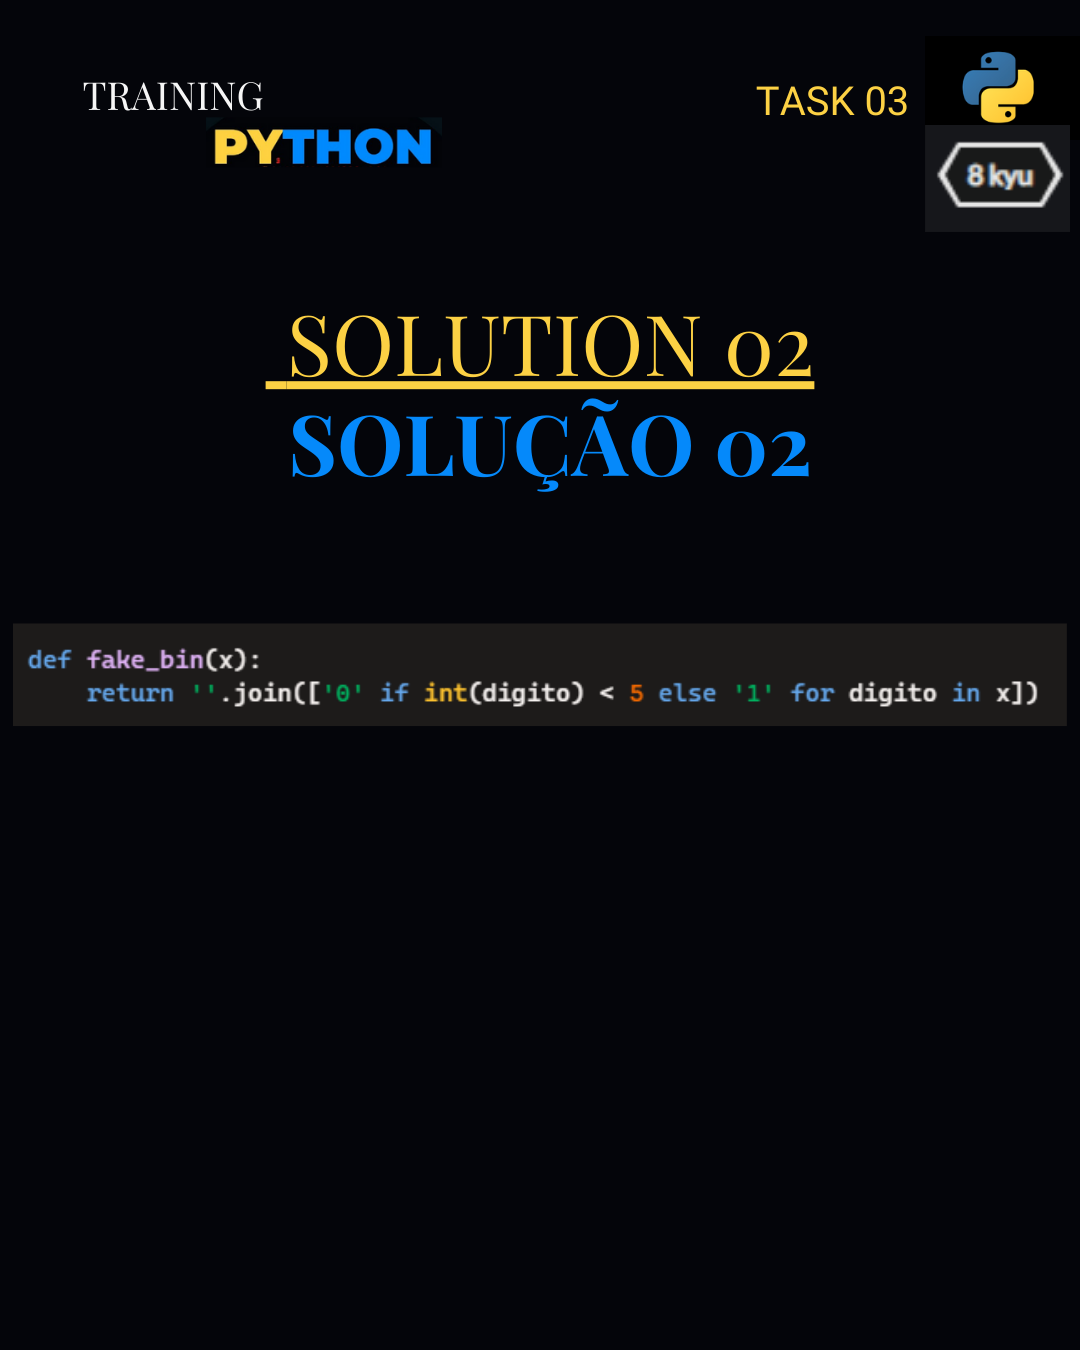 TRAINING
PYTHON
TASK 03
8 kyu
SOLUTION 02
SOLUÇÃO 02
def fake_bin(x):
    return ''.join(['0' if int(digito) < 5 else '1' for digito in x])